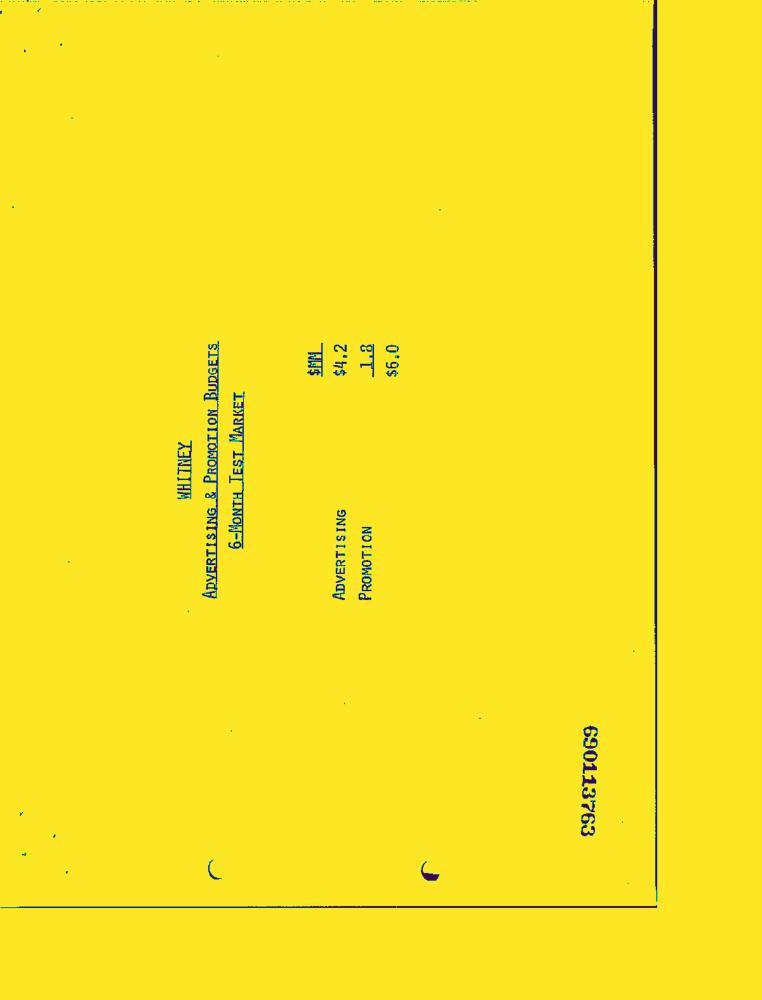 WHITNEY
ADVERTISING & PROMOTION BUDGETS
6-MONTH TEST MARKET
$MM
ADVERTISING $4.2
PROMOTION 1.8
$6.0
690113763